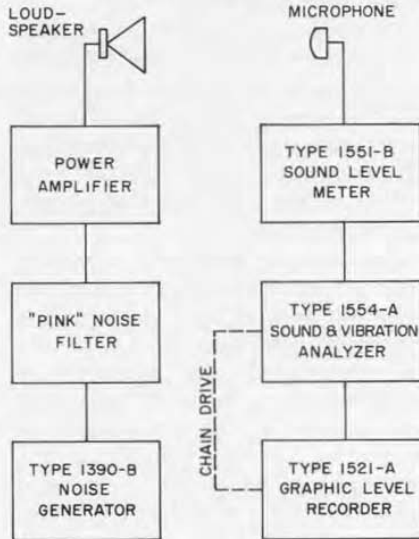 LOUD-
SPEAKER
MICROPHONE
POWER
AMPLIFIER
TYPE 1551-B
SOUND LEVEL
METER
"PINK" NOISE
FILTER
TYPE 1554-A
SOUND & VIBRATION
ANALYZER
CHAIN DRIVE
TYPE 1390-B
NOISE
GENERATOR
TYPE 1521-A
GRAPHIC LEVEL
RECORDER